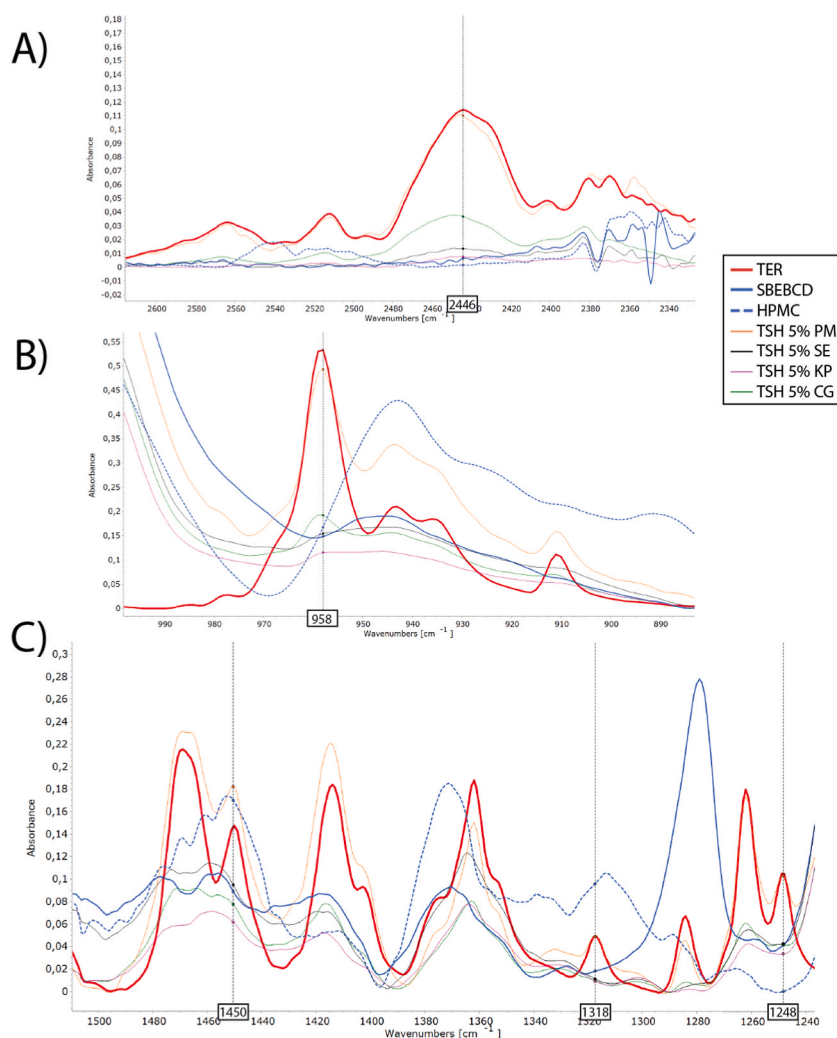 A)
Absorbance
0,18
0,17
0,16
0,15
0,14
0,13
0,12
0,11
0,1
0,09
0,08
0,07
0,06
0,05
0,04
0,03
0,02
0,01
0
-0,01
-0,02
2600 2580 2560 2540 2520 2500 2480 2460 2446 2420 2400 2380 2360 2340
Wavenumbers [cm ⁻¹]
TER
SBEBCD
HPMC
TSH 5% PM
TSH 5% SE
TSH 5% KP
TSH 5% CG
B)
Absorbance
0,55
0,5
0,45
0,4
0,35
0,3
0,25
0,2
0,15
0,1
0,05
0
990 980 970 958 950 940 930 920 910 900 890
Wavenumbers [cm ⁻¹]
C)
Absorbance
0,3
0,28
0,26
0,24
0,22
0,2
0,18
0,16
0,14
0,12
0,1
0,08
0,06
0,04
0,02
0
1500 1480 1460 1450 1440 1420 1400 1380 1360 1340 1318 1300 1280 1260 1248 1240
Wavenumbers [cm⁻¹]